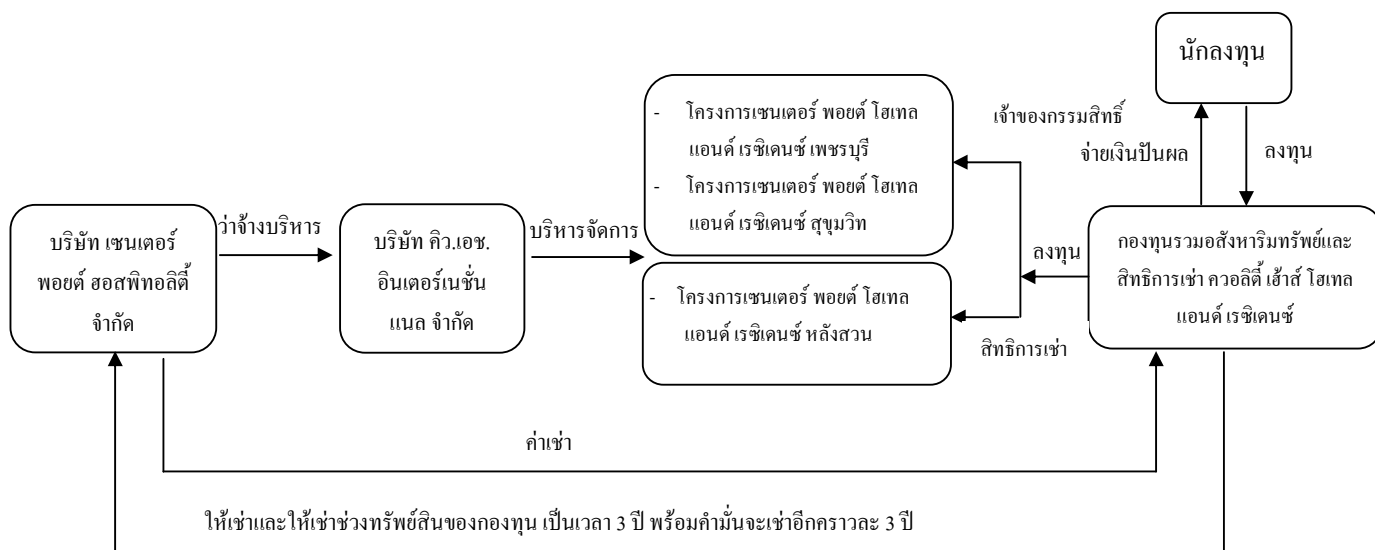 นักลงทุน
- โครงการเซนเตอร์ พอยต์ โฮเทล
แอนด์ เรซิเดนซ์ เพชรบุรี
- โครงการเซนเตอร์ พอยต์ โฮเทล
แอนด์ เรซิเดนซ์ สุขุมวิท
เจ้าของกรรมสิทธิ์
จ่ายเงินปันผล
ลงทุน
บริษัท เซนเตอร์
พอยต์ ฮอสพิทอลิตี้
จำกัด
ว่าจ้างบริหาร
บริษัท คิว.เอช.
อินเตอร์เนชั่น
แนล จำกัด
บริหารจัดการ
- โครงการเซนเตอร์ พอยต์ โฮเทล
แอนด์ เรซิเดนซ์ หลังสวน
ลงทุน
สิทธิการเช่า
กองทุนรวมอสังหาริมทรัพย์และ
สิทธิการเช่า ควอลิตี้ เฮ้าส์ โฮเทล
แอนด์ เรซิเดนซ์
ค่าเช่า
ให้เช่าและให้เช่าช่วงทรัพย์สินของกองทุน เป็นเวลา 3 ปี พร้อมคำมั่นจะเช่าอีกคราวละ 3 ปี